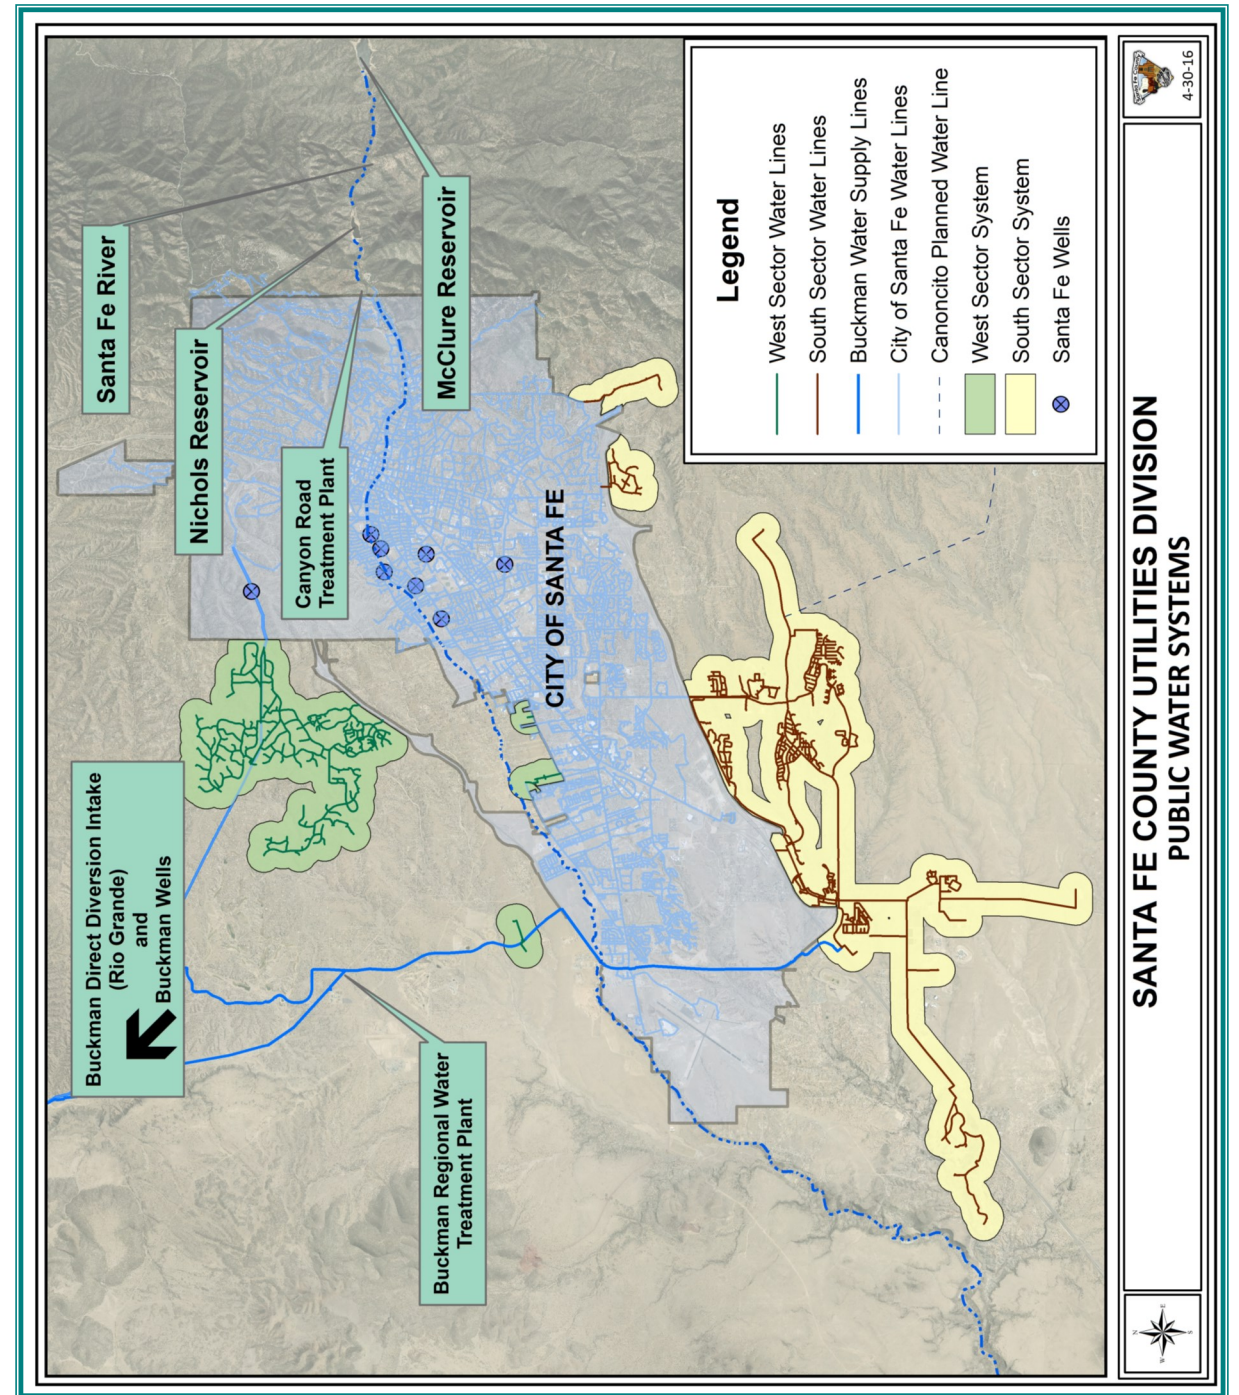 Buckman Direct Diversion Intake
(Rio Grande)
and
Buckman Wells
Nichols Reservoir
Santa Fe River
Canyon Road
Treatment Plant
McClure Reservoir
Buckman Regional Water
Treatment Plant
CITY OF SANTA FE
Legend
West Sector Water Lines
South Sector Water Lines
Buckman Water Supply Lines
City of Santa Fe Water Lines
Canoncito Planned Water Line
West Sector System
South Sector System
Santa Fe Wells
N
W
E
S
SANTA FE COUNTY UTILITIES DIVISION
PUBLIC WATER SYSTEMS
4-30-16